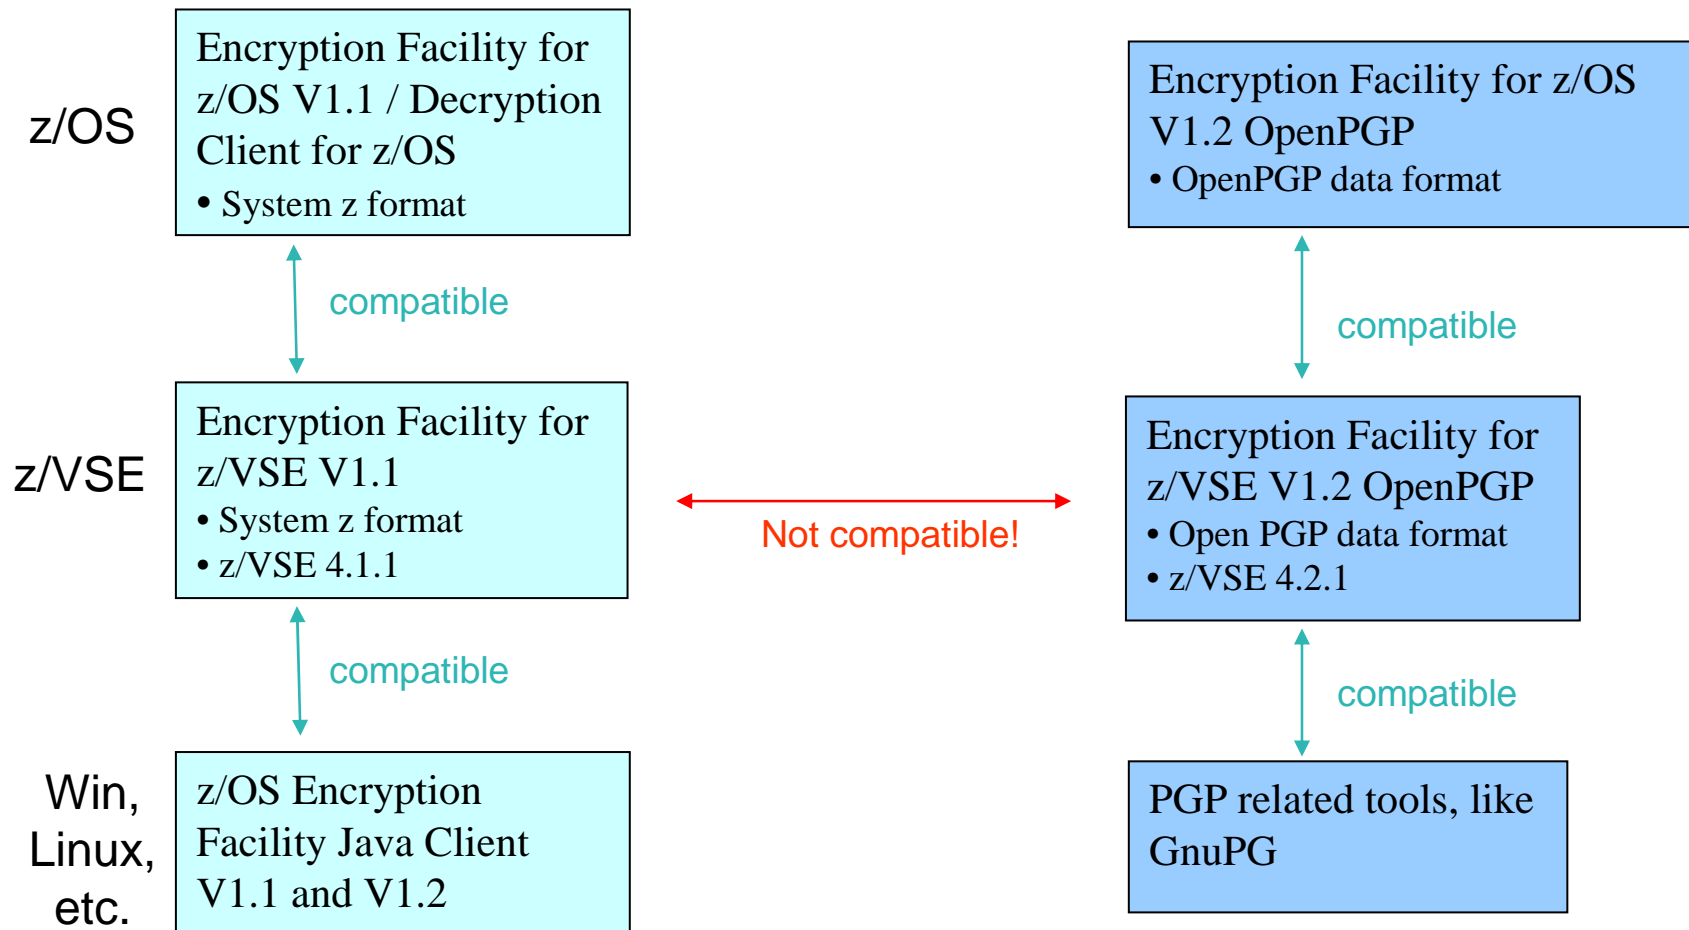 z/OS
Encryption Facility for
z/OS V1.1 / Decryption
Client for z/OS
• System z format
Encryption Facility for z/OS
V1.2 OpenPGP
• OpenPGP data format
compatible
compatible
z/VSE
Encryption Facility for
z/VSE V1.1
• System z format
• z/VSE 4.1.1
Not compatible!
Encryption Facility for
z/VSE V1.2 OpenPGP
• Open PGP data format
• z/VSE 4.2.1
compatible
compatible
Win,
Linux,
etc.
z/OS Encryption
Facility Java Client
V1.1 and V1.2
PGP related tools, like
GnuPG